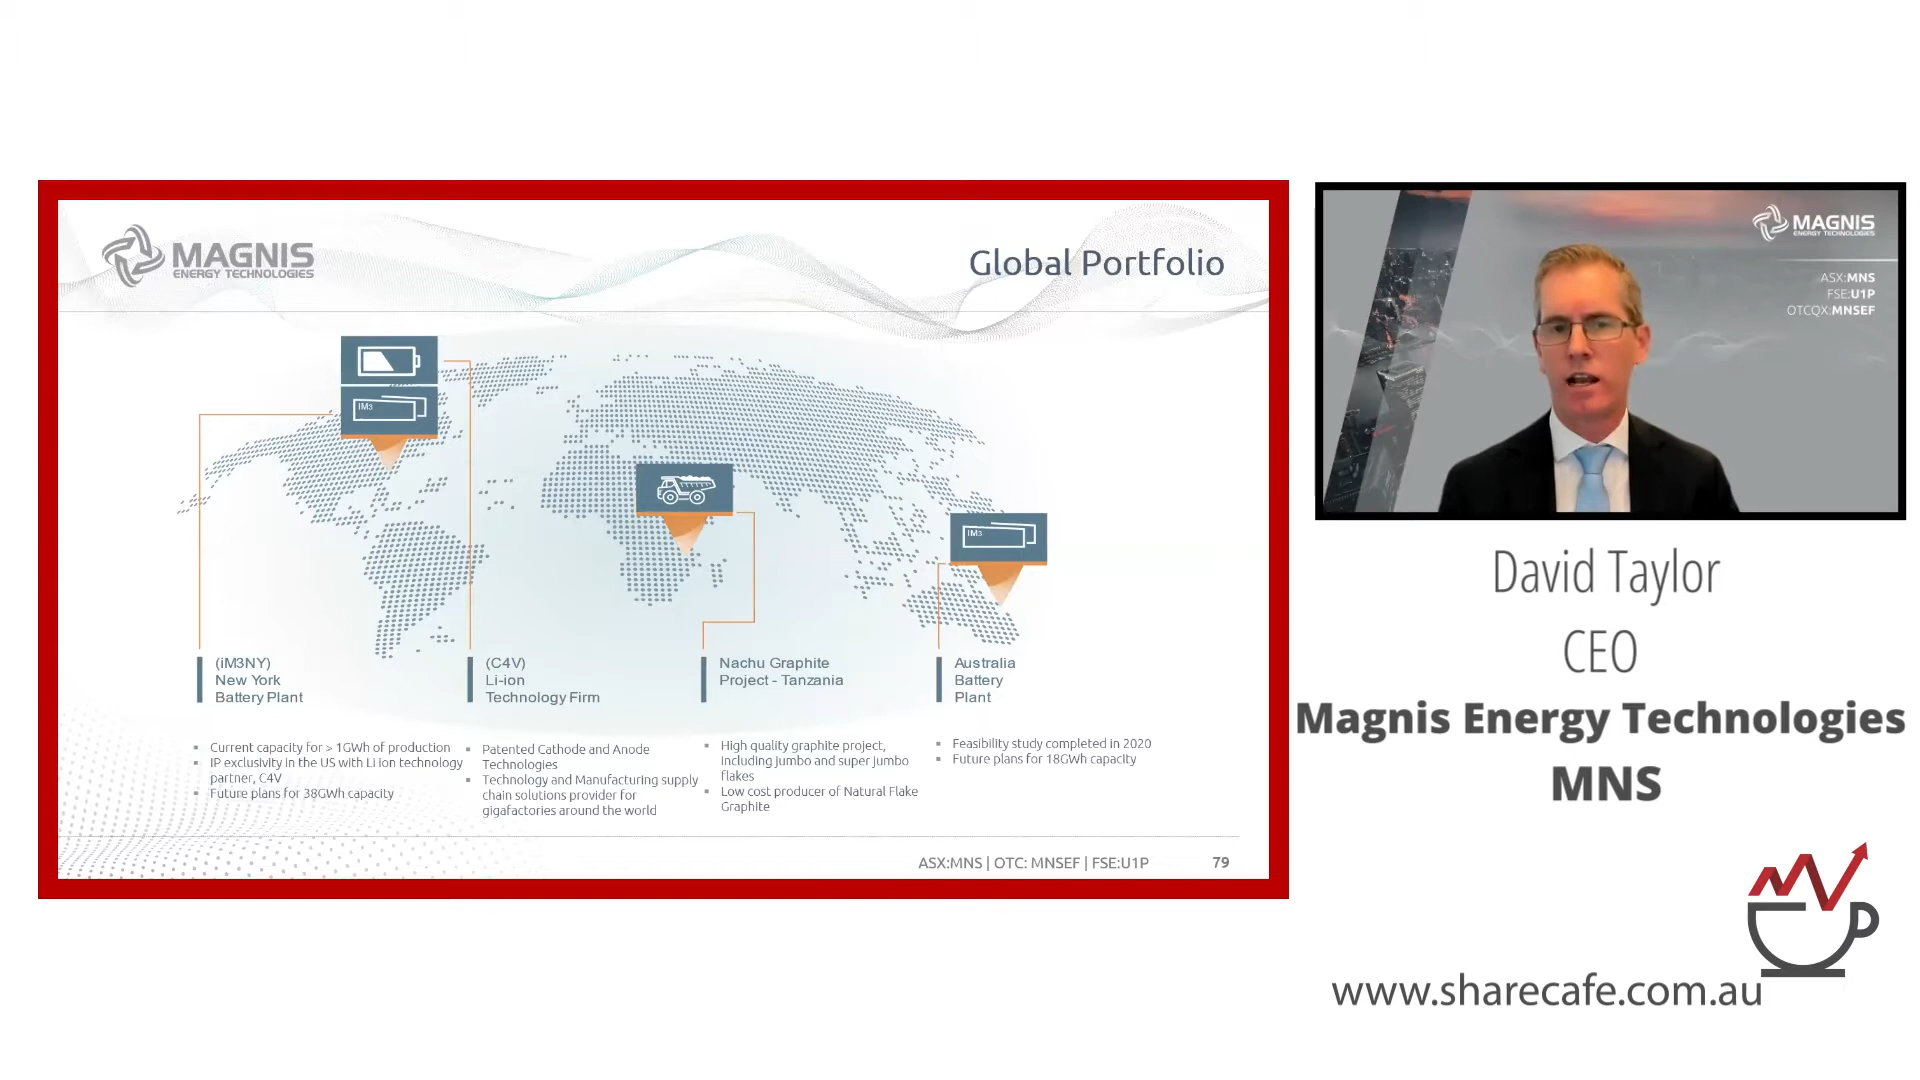 MAGNIS
ENERGY TECHNOLOGIES
Global Portfolio
IM3
IM3
(iM3NY)
New York
Battery Plant
Current capacity for > 1GWh of production
IP exclusivity in the US with Li ion technology
partner, C4V
Future plans for 38GWh capacity
(C4V)
Li-ion
Technology Firm
Patented Cathode and Anode
Technologies
Technology and Manufacturing supply
chain solutions provider for
gigafactories around the world
Nachu Graphite
Project - Tanzania
High quality graphite project,
including jumbo and super jumbo
flakes
Low cost producer of Natural Flake
Graphite
Australia
Battery
Plant
Feasibility study completed in 2020
Future plans for 18GWh capacity
ASX:MNS | OTC: MNSEF | FSE:U1P
79
MAGNIS
ENERGY TECHNOLOGIES
ASX:MNS
FSE:U1P
OTCQX:MNSEF
David Taylor
CEO
Magnis Energy Technologies
MNS
www.sharecafe.com.au